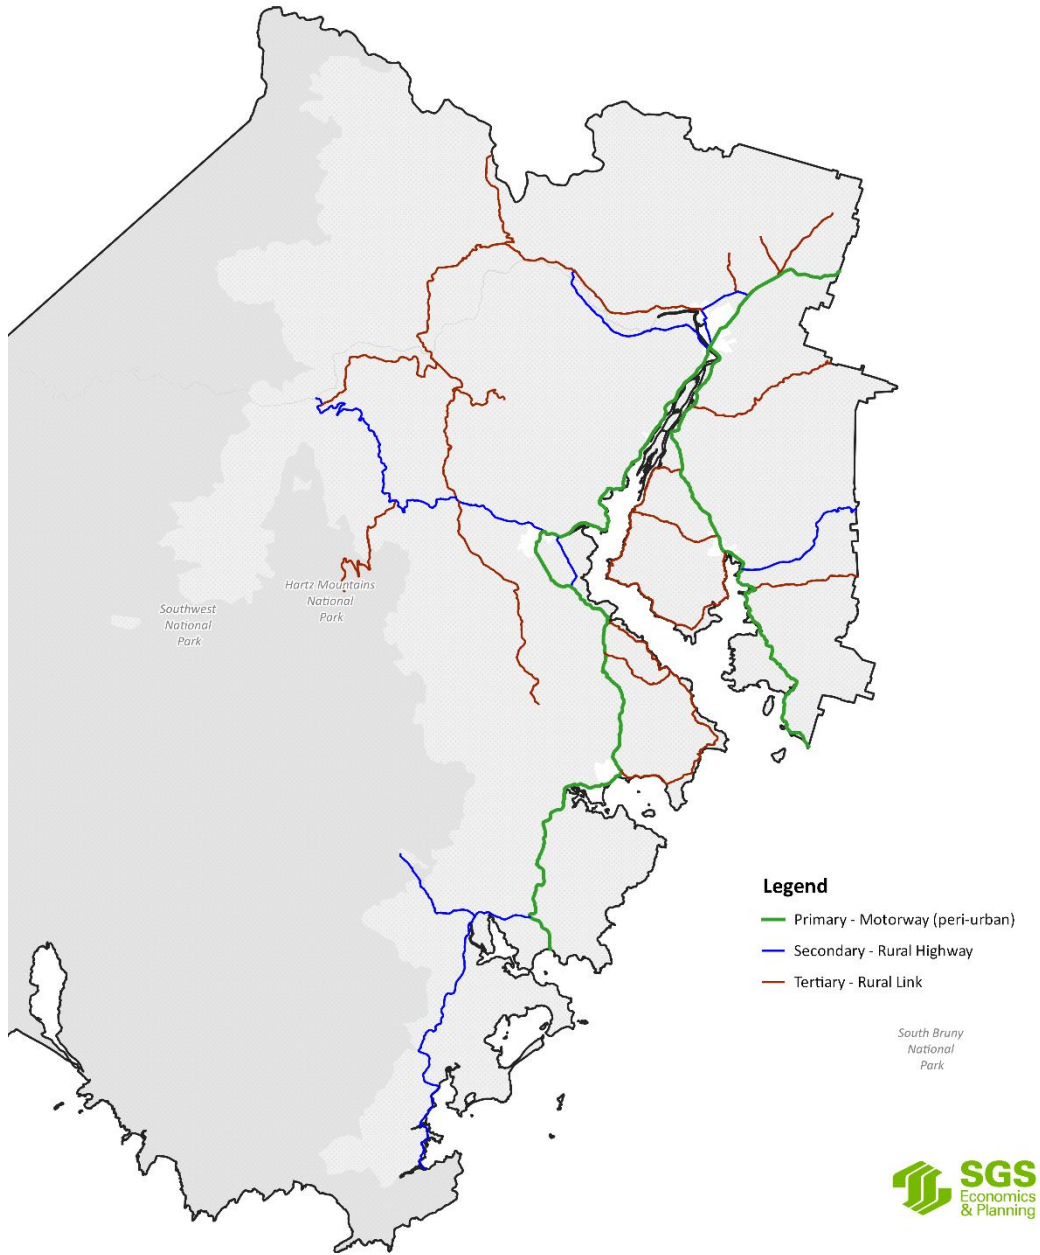 Hartz Mountains
National
Park
Southwest
National
Park
Legend
Primary - Motorway (peri-urban)
Secondary - Rural Highway
Tertiary - Rural Link
South Bruny
National
Park
SGS
Economics
& Planning